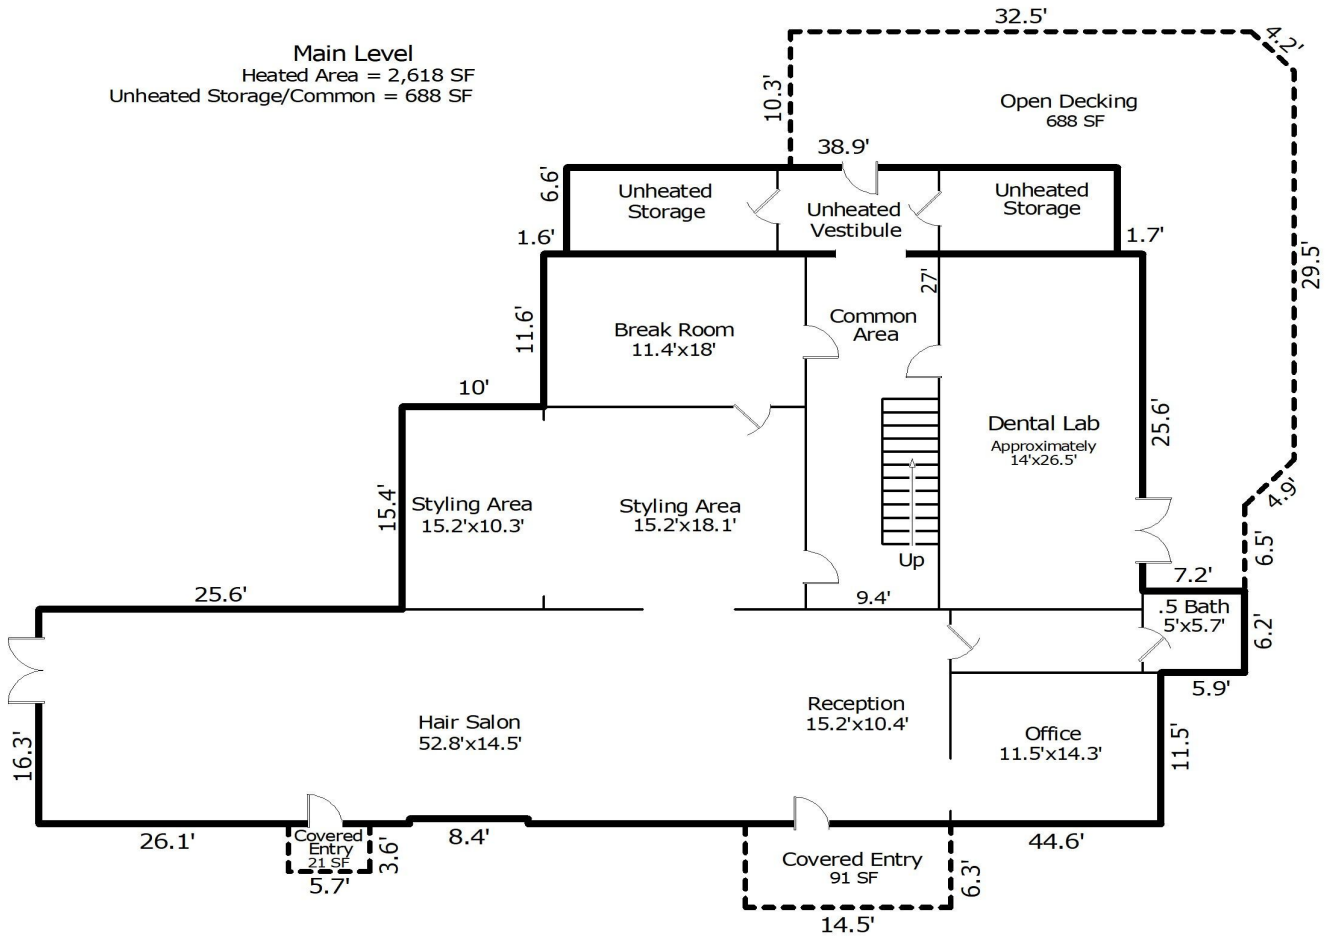 32.5'
4.2'
Main Level
Heated Area = 2,618 SF
Unheated Storage/Common = 688 SF
10.3'
Open Decking
688 SF
38.9'
6.6'
Unheated
Storage
Unheated
Vestibule
Unheated
Storage
1.6'
1.7'
29.5'
27'
11.6'
Break Room
11.4'x18'
Common
Area
10'
Dental Lab
Approximately
14'x26.5'
25.6'
15.4'
Styling Area
15.2'x10.3'
Styling Area
15.2'x18.1'
4.9'
6.5'
Up
7.2'
25.6'
9.4'
.5 Bath
5'x5.7'
6.2'
5.9'
Hair Salon
52.8'x14.5'
Reception
15.2'x10.4'
Office
11.5'x14.3'
11.5'
16.3'
26.1'
Covered
Entry
21 SF
3.6'
5.7'
8.4'
44.6'
Covered Entry
91 SF
6.3'
14.5'